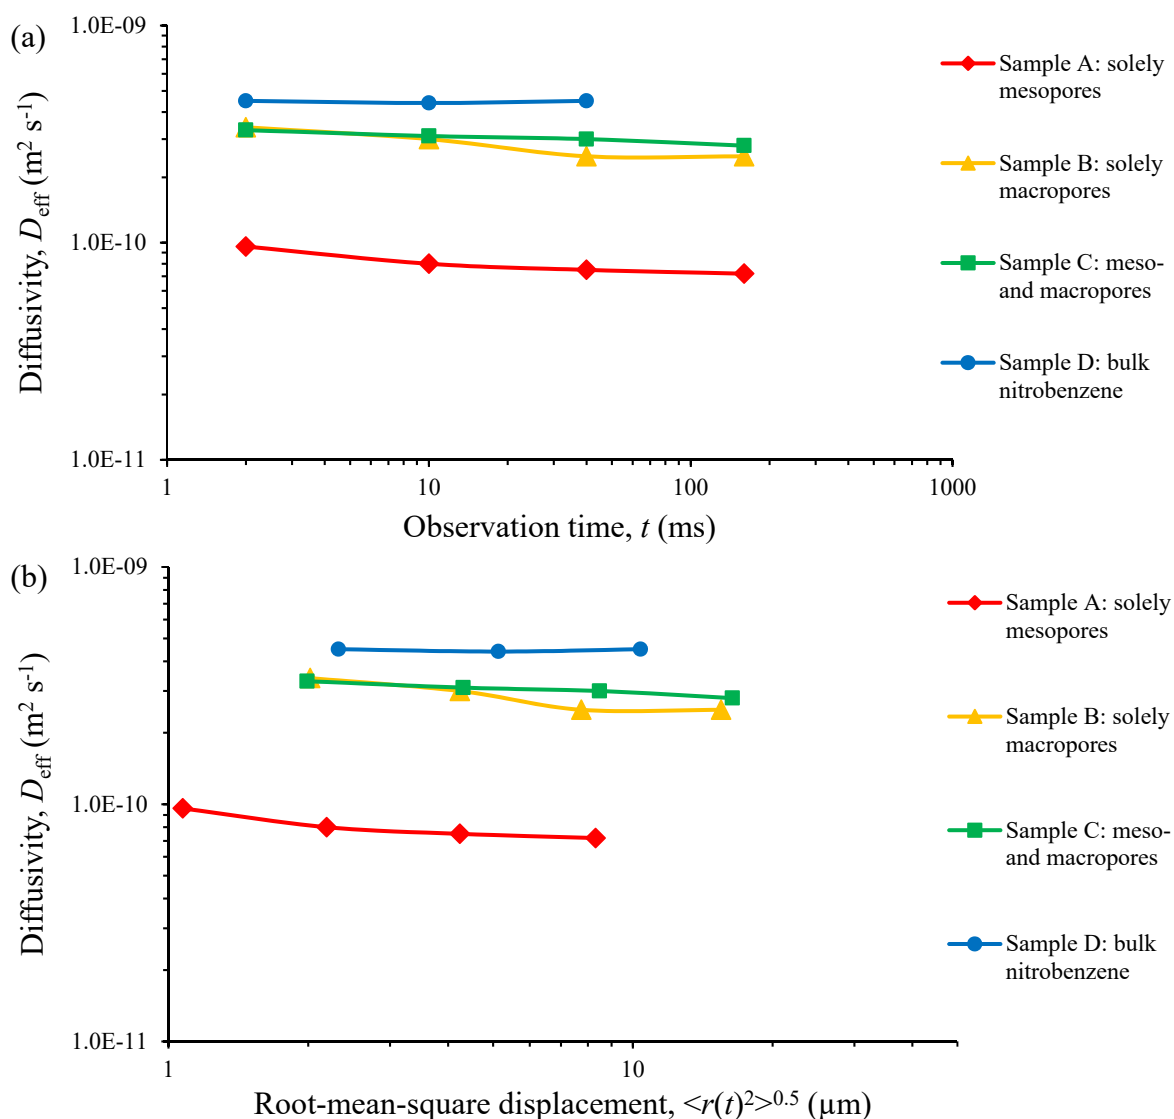 (a)
1.0E-09
1.0E-10
1.0E-11
Diffusivity, D_eff (m² s⁻¹)
1
10
100
1000
Observation time, t (ms)
Sample A: solely
mesopores
Sample B: solely
macropores
Sample C: meso-
and macropores
Sample D: bulk
nitrobenzene
(b)
1.0E-09
1.0E-10
1.0E-11
Diffusivity, D_eff (m² s⁻¹)
1
10
Root-mean-square displacement, <r(t)²>⁰·⁵ (µm)
Sample A: solely
mesopores
Sample B: solely
macropores
Sample C: meso-
and macropores
Sample D: bulk
nitrobenzene